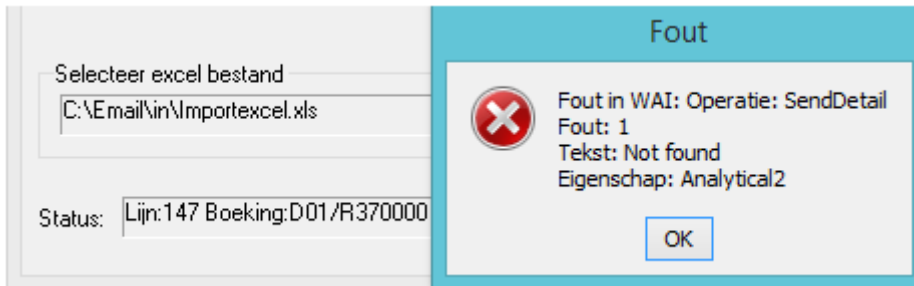 Fout
Selecteer excel bestand
C:\Email\in\Importexcel.xls
Fout in WAI: Operatie: SendDetail
Fout: 1
Tekst: Not found
Eigenschap: Analytical2
Status: Lijn:147 Boeking:D01/R370000
OK